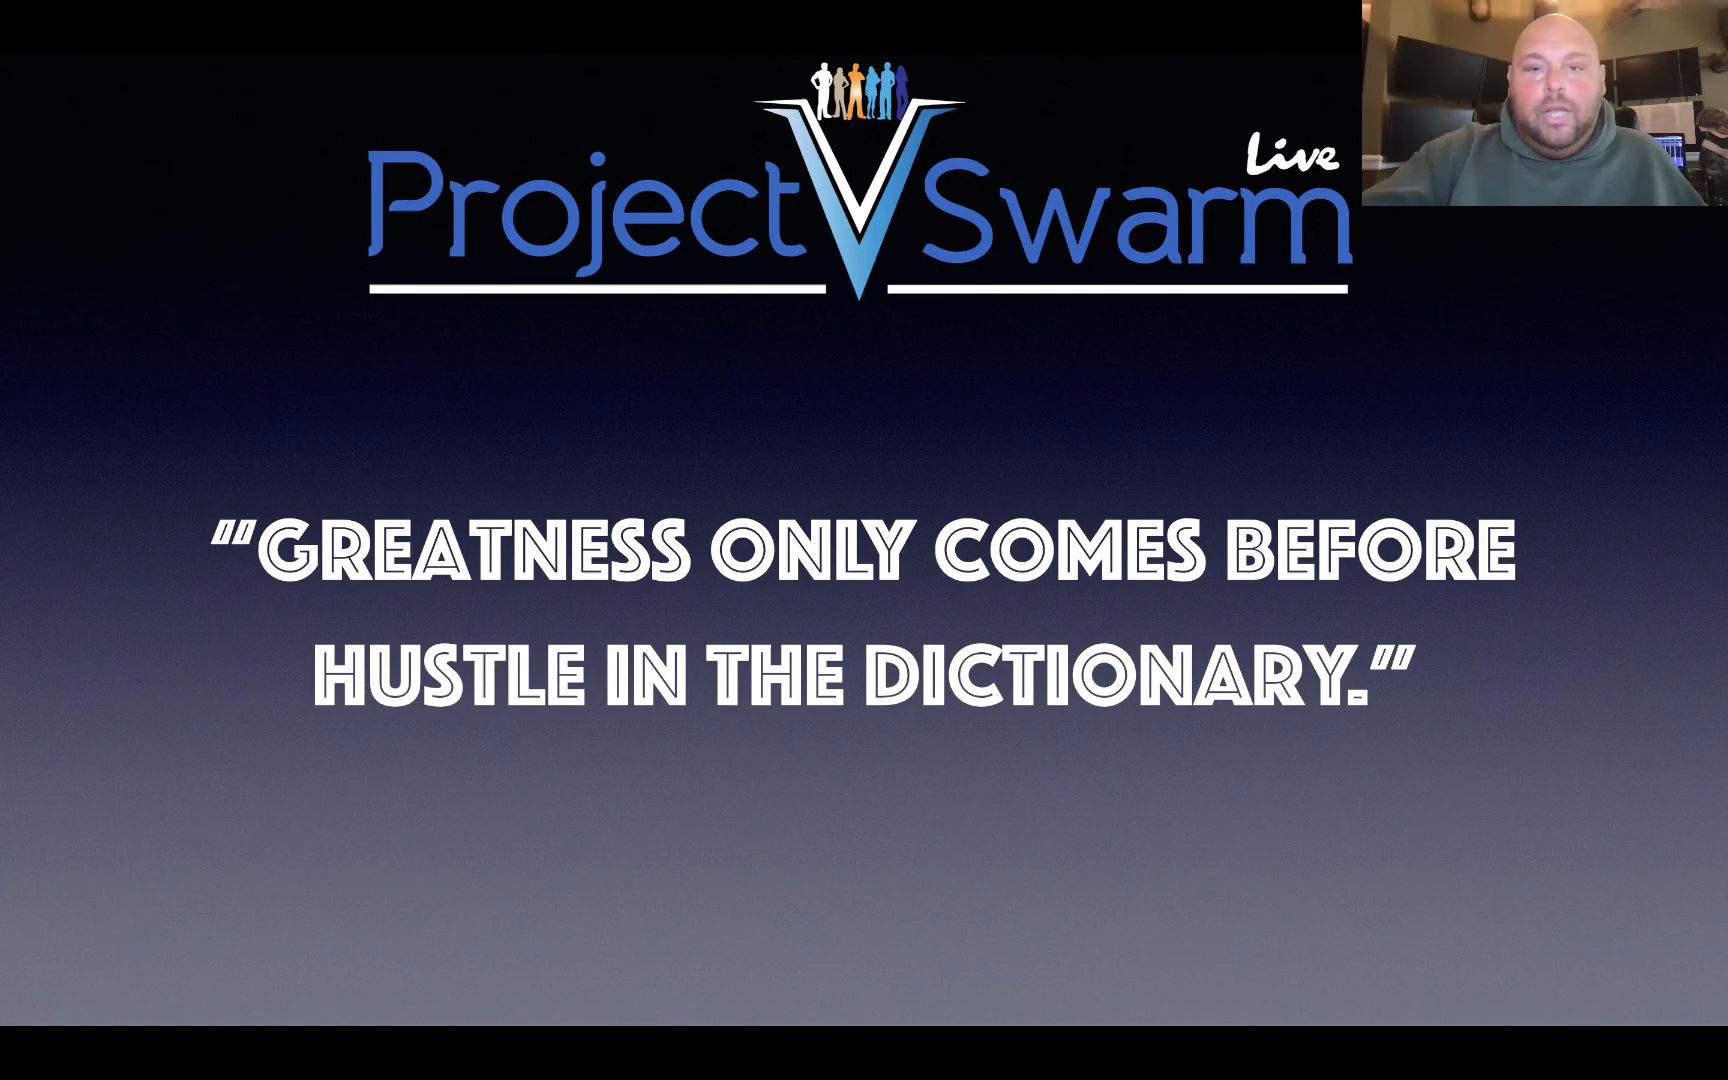 Project V Swarm
Live
"GREATNESS ONLY COMES BEFORE
HUSTLE IN THE DICTIONARY."